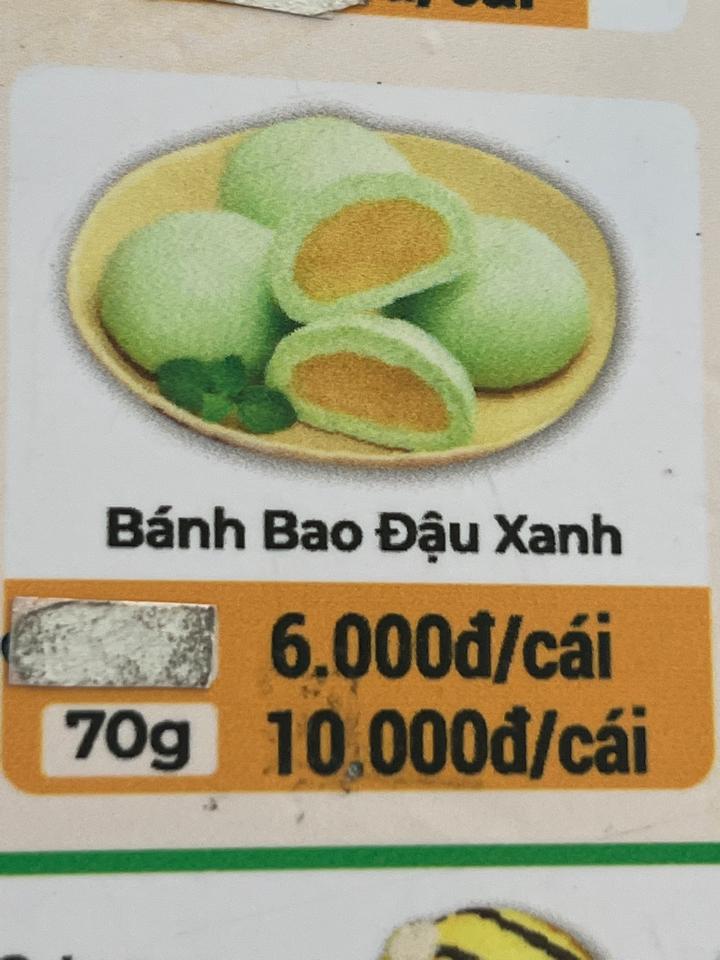 Bánh Bao Đậu Xanh
6.000đ/cái
70g 10.000đ/cái